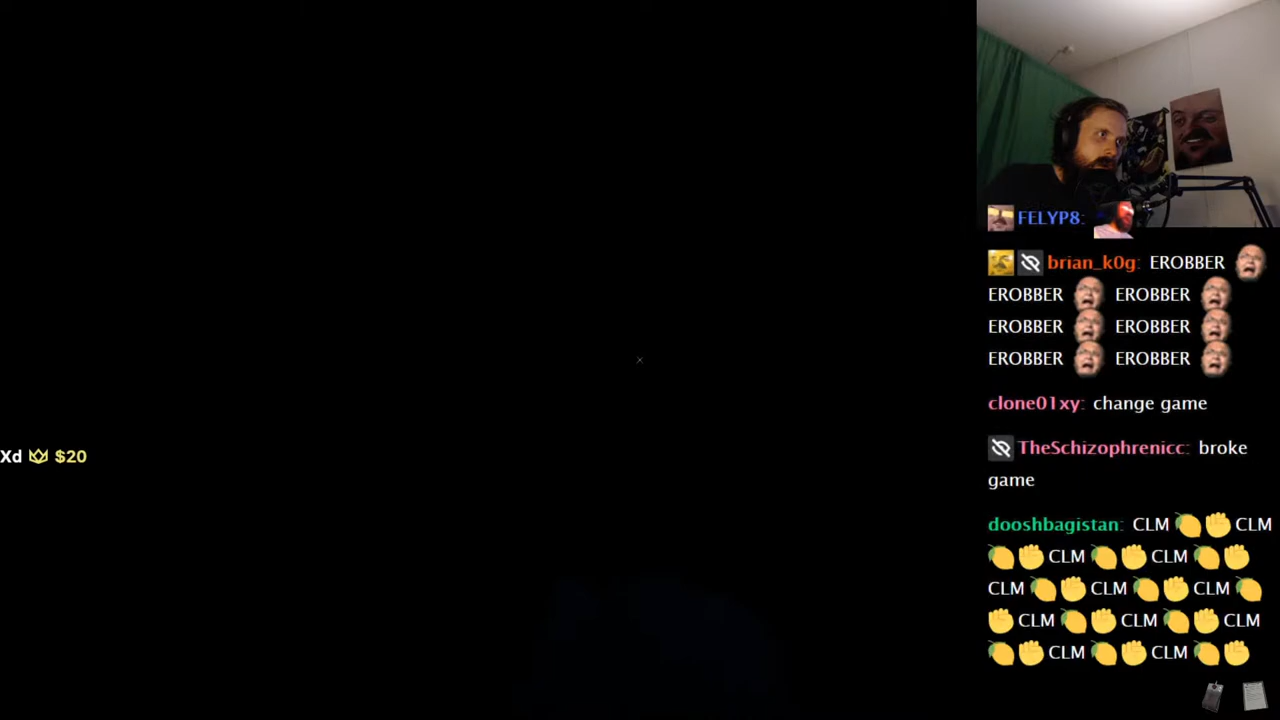 FELYP8:
brian_k0g: EROBBER
EROBBER EROBBER
EROBBER EROBBER
EROBBER EROBBER
clone01xy: change game
TheSchizophrenicc: broke
game
Xd $20
dooshbagistan: CLM 🍋✊ CLM
🍋✊ CLM 🍋✊ CLM 🍋✊
CLM 🍋✊ CLM 🍋✊ CLM 🍋
✊ CLM 🍋✊ CLM 🍋✊ CLM
🍋✊ CLM 🍋✊ CLM 🍋✊